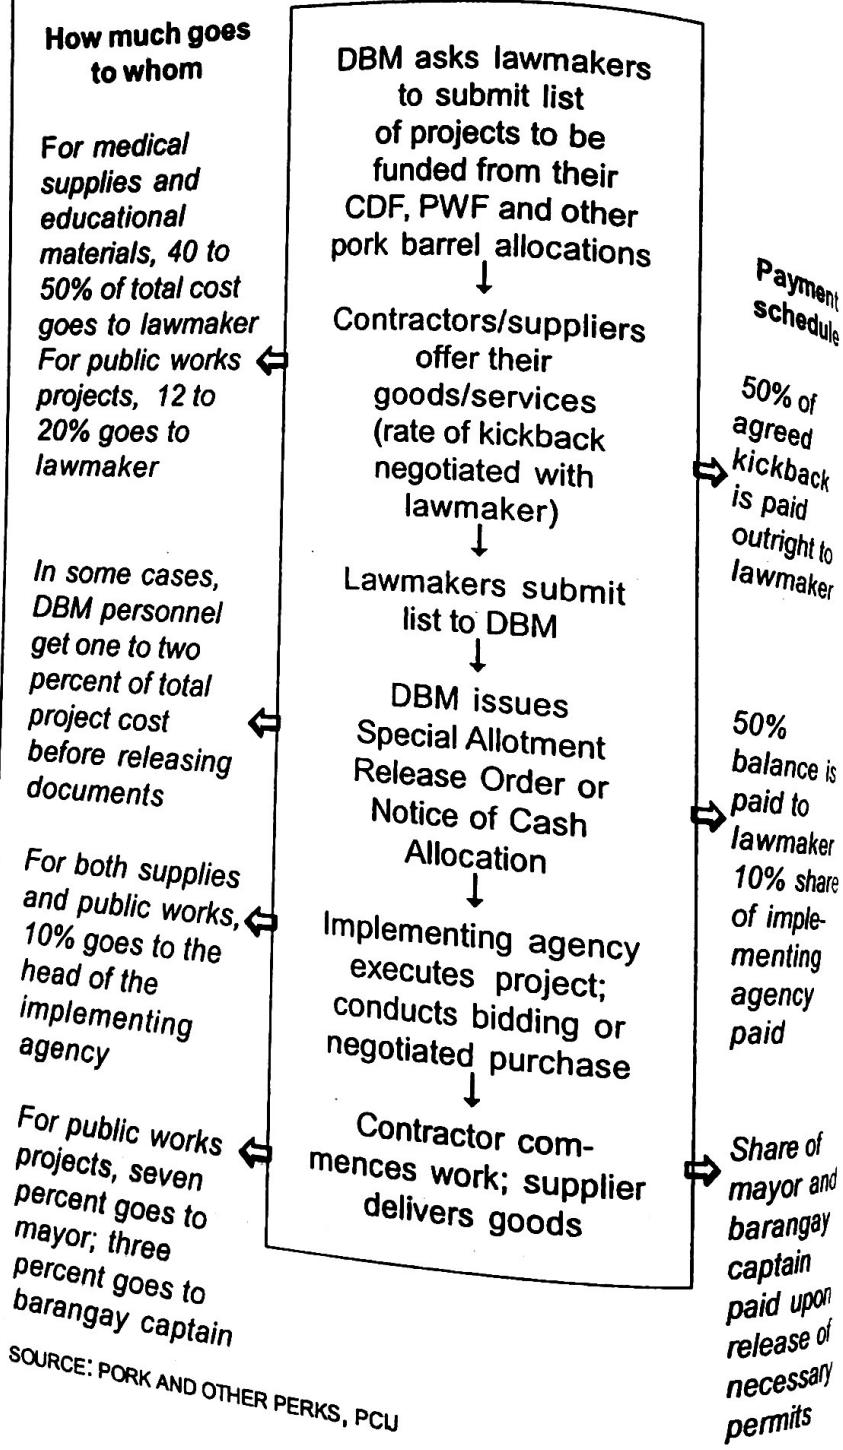 How much goes
to whom
For medical
supplies and
educational
materials, 40 to
50% of total cost
goes to lawmaker
For public works
projects, 12 to
20% goes to
lawmaker
In some cases,
DBM personnel
get one to two
percent of total
project cost
before releasing
documents
For both supplies
and public works,
10% goes to the
head of the
implementing
agency
For public works
projects, seven
percent goes to
mayor; three
percent goes to
barangay captain
DBM asks lawmakers
to submit list
of projects to be
funded from their
CDF, PWF and other
pork barrel allocations
Contractors/suppliers
offer their
goods/services
(rate of kickback
negotiated with
lawmaker)
Lawmakers submit
list to DBM
DBM issues
Special Allotment
Release Order or
Notice of Cash
Allocation
Implementing agency
executes project;
conducts bidding or
negotiated purchase
Contractor com-
mences work; supplier
delivers goods
Payment
schedule
50% of
agreed
kickback
is paid
outright to
lawmaker
50%
balance is
paid to
lawmaker
10% share
of imple-
menting
agency
paid
Share of
mayor and
barangay
captain
paid upon
release of
necessary
permits
SOURCE: PORK AND OTHER PERKS, PCIJ